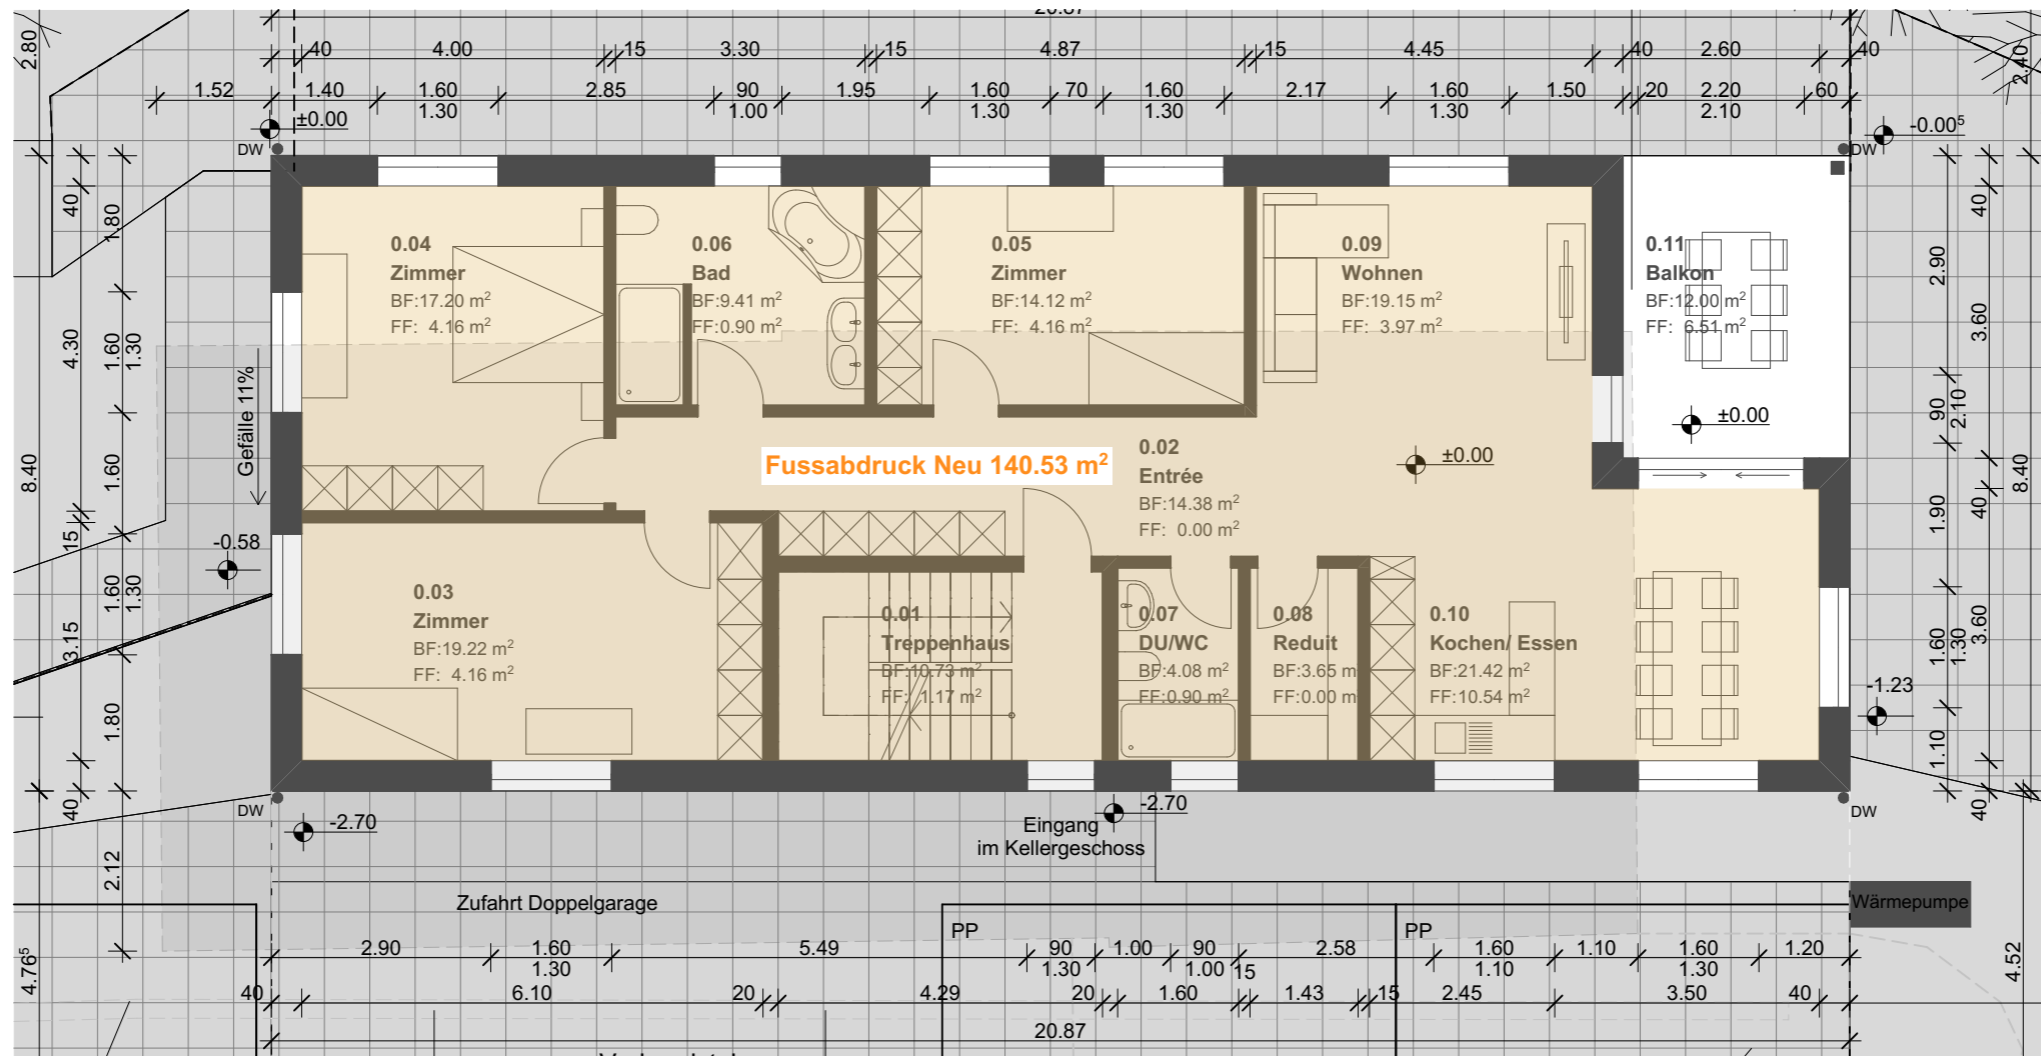 20.87
40 4.00 15 3.30 15 4.87 15 4.45 40 2.60 40
1.52 1.40 1.60 2.85 90 1.95 1.60 70 1.60 2.17 1.60 1.50 20 2.20 60
1.30 1.00 1.30 1.30 1.30 2.10
2.80
2.40
±0.00
-0.00⁵
DW
DW
40
1.80
4.30
1.60
1.30
8.40
1.60
15
1.60
1.30
3.15
1.80
40
2.12
4.76⁵
Gefälle 11%
-0.58
0.04
Zimmer
BF:17.20 m²
FF: 4.16 m²
0.06
Bad
BF:9.41 m²
FF:0.90 m²
0.05
Zimmer
BF:14.12 m²
FF: 4.16 m²
0.09
Wohnen
BF:19.15 m²
FF: 3.97 m²
0.11
Balkon
BF:12.00 m²
FF: 6.51 m²
±0.00
Fussabdruck Neu 140.53 m²
0.02
Entrée
BF:14.38 m²
FF: 0.00 m²
±0.00
0.03
Zimmer
BF:19.22 m²
FF: 4.16 m²
0.01
Treppenhaus
BF:10.73 m²
FF: 1.17 m²
0.07
DU/WC
BF:4.08 m²
FF:0.90 m²
0.08
Reduit
BF:3.65 m
FF:0.00 m
0.10
Kochen/ Essen
BF:21.42 m²
FF:10.54 m²
40
2.90
3.60
90
2.10
1.90
40
8.40
1.60
1.30
3.60
1.10
40
4.52
-1.23
DW
DW
-2.70
-2.70
Eingang
im Kellergeschoss
Zufahrt Doppelgarage
PP
PP
Wärmepumpe
2.90 1.60 5.49 90 1.00 90 2.58 1.60 1.10 1.60 1.20
1.30 1.30 1.00 1.10 1.30
40 6.10 20 4.29 20 1.60 15 1.43 15 2.45 3.50 40
20.87